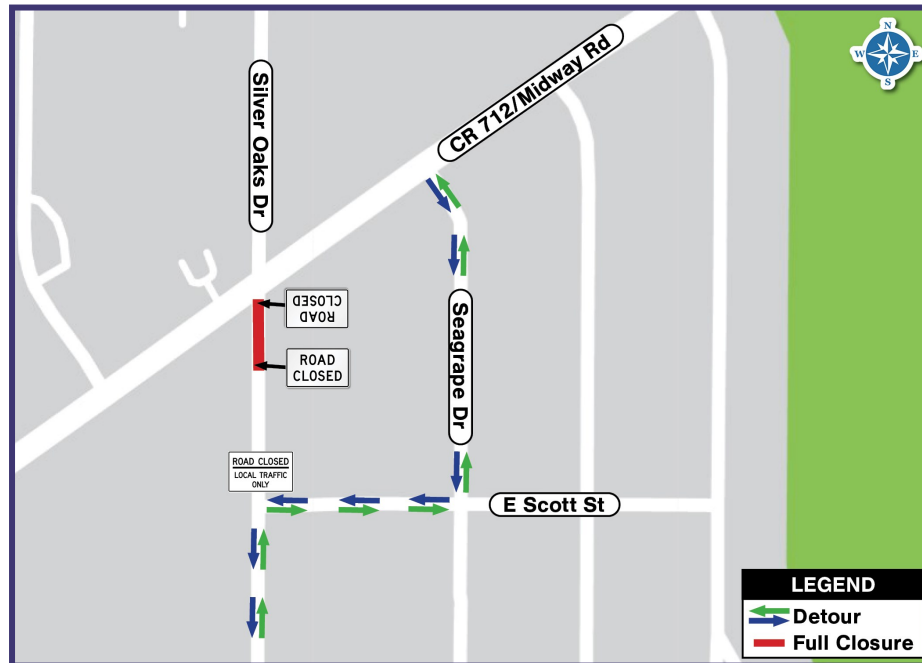 N
W E
S
Silver Oaks Dr
CR 712/Midway Rd
ROAD
CLOSED
ROAD
CLOSED
Seagrape Dr
ROAD CLOSED
LOCAL TRAFFIC
ONLY
E Scott St
LEGEND
Detour
Full Closure